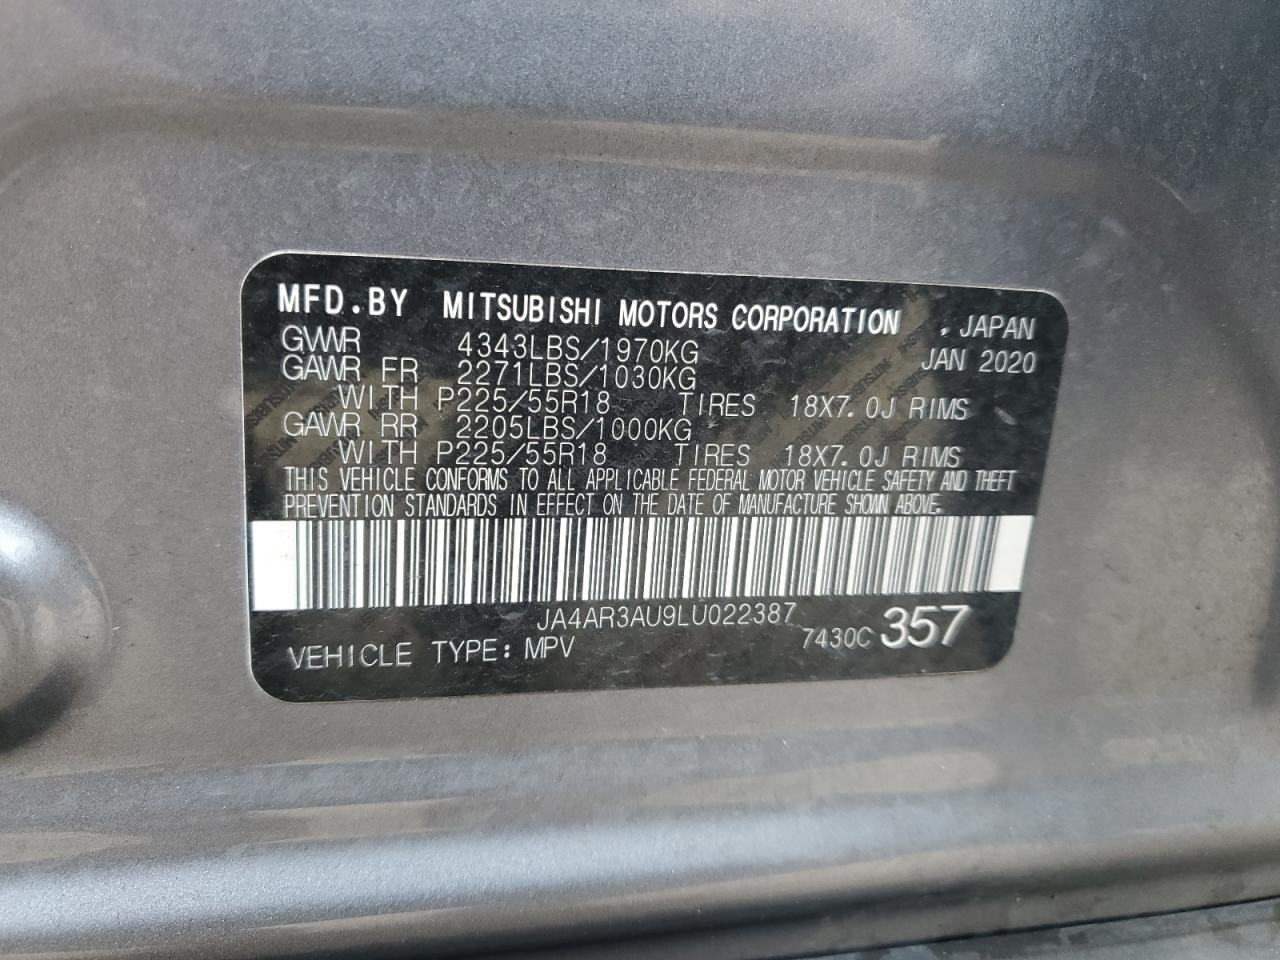 MFD.BY MITSUBISHI MOTORS CORPORATION , JAPAN
GVWR 4343LBS/1970KG JAN 2020
GAWR FR 2271LBS/1030KG
WITH P225/55R18 TIRES 18X7.0J RIMS
GAWR RR 2205LBS/1000KG
WITH P225/55R18 TIRES 18X7.0J RIMS
THIS VEHICLE CONFORMS TO ALL APPLICABLE FEDERAL MOTOR VEHICLE SAFETY AND THEFT
PREVENTION STANDARDS IN EFFECT ON THE DATE OF MANUFACTURE SHOWN ABOVE.
JA4AR3AU9LU022387
VEHICLE TYPE: MPV 7430C 357